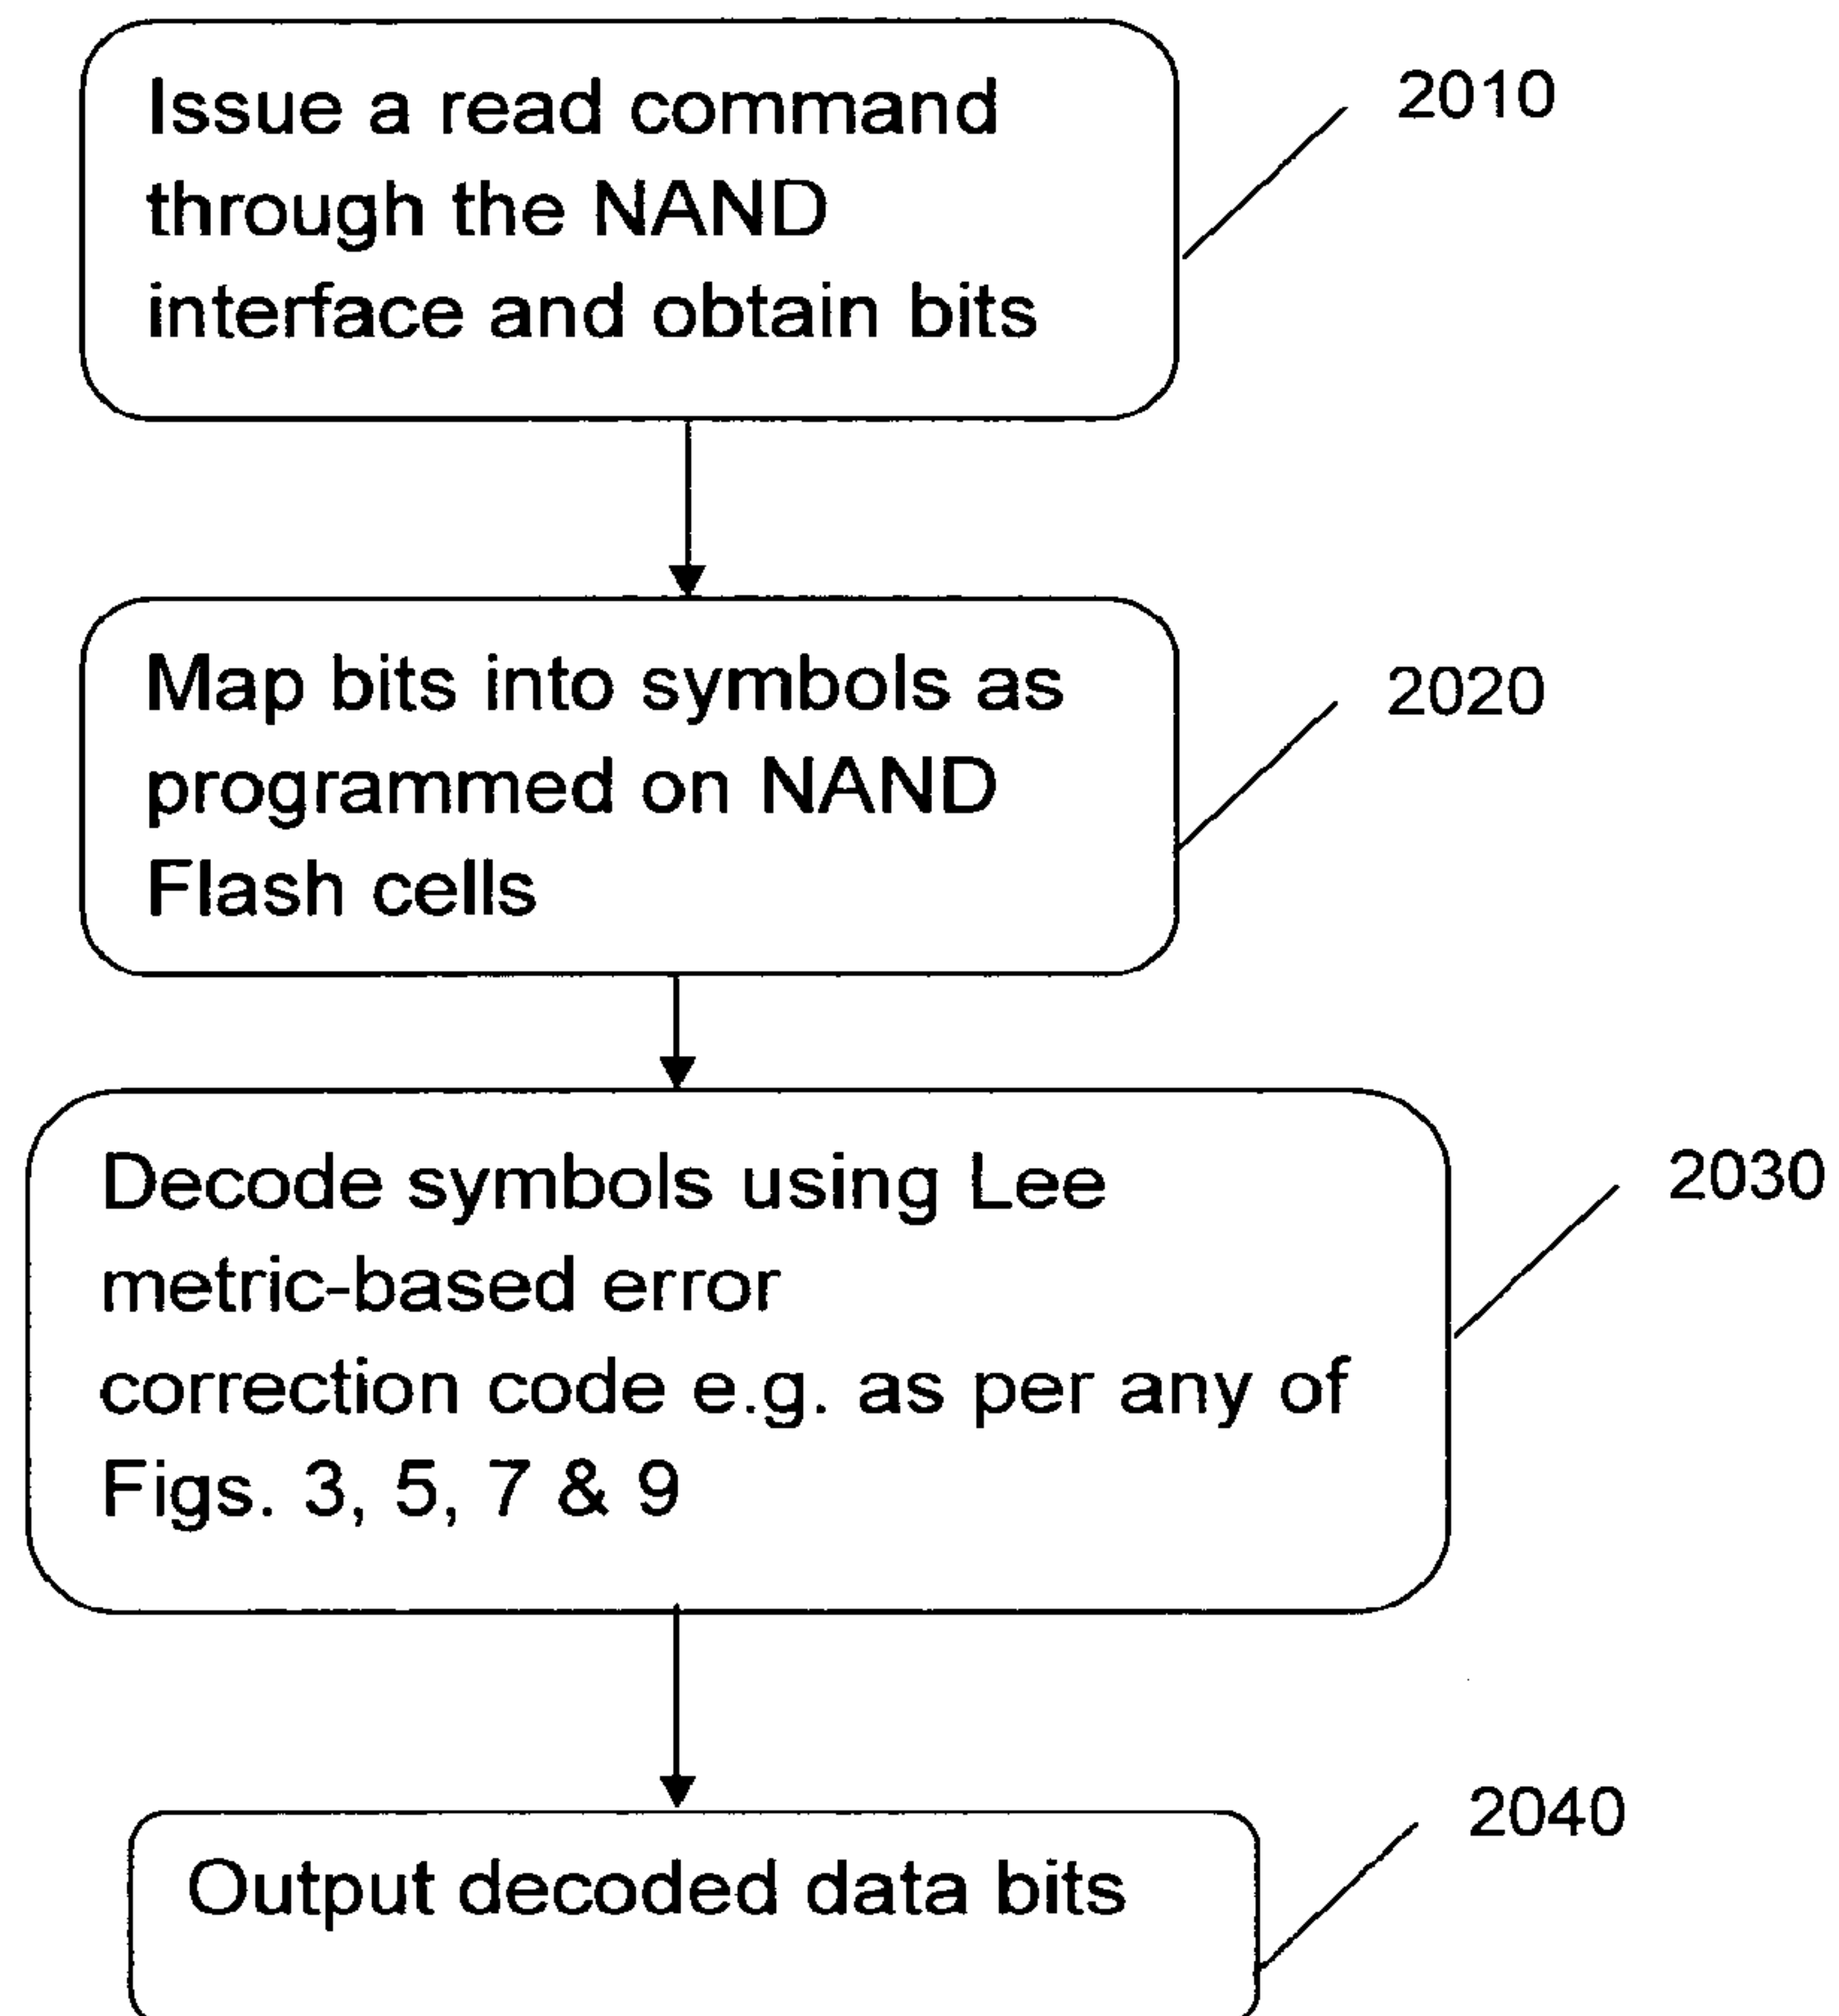 Issue a read command
through the NAND
interface and obtain bits
2010
Map bits into symbols as
programmed on NAND
Flash cells
2020
Decode symbols using Lee
metric-based error
correction code e.g. as per any of
Figs. 3, 5, 7 & 9
2030
Output decoded data bits
2040